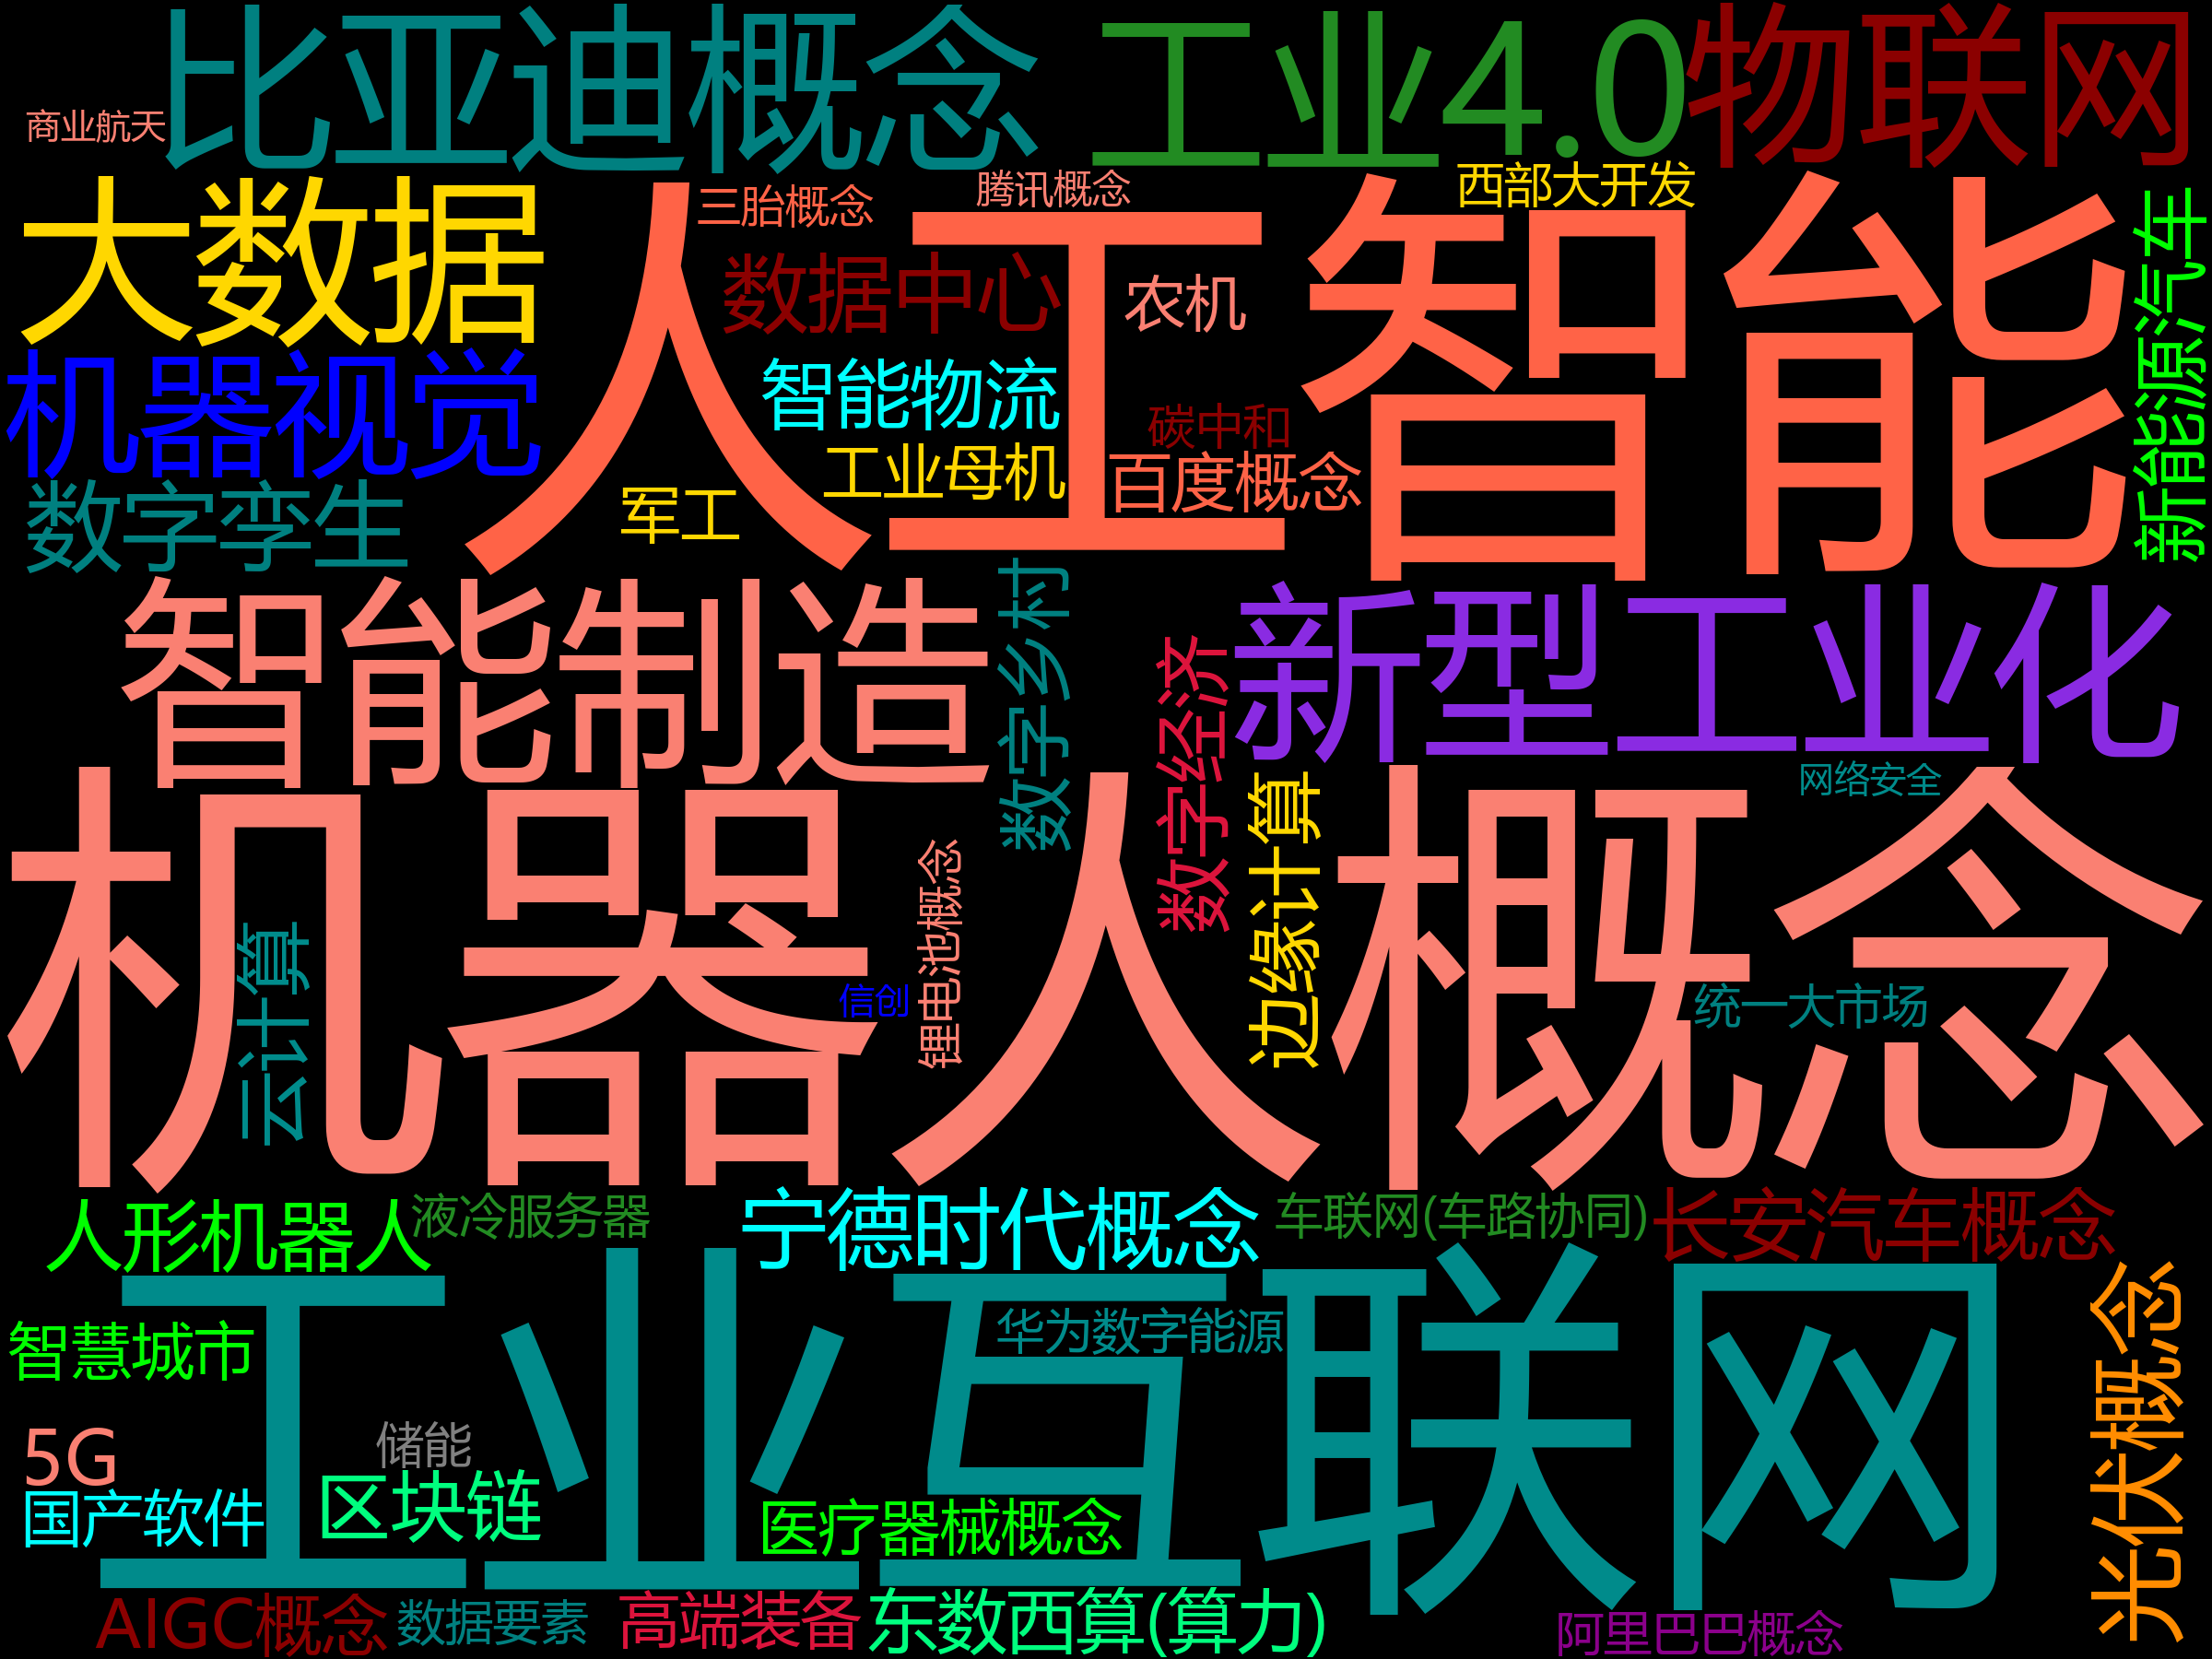 比亚迪概念
工业4.0
物联网
商业航天
大数据
人工智能
三胎概念
腾讯概念
西部大开发
新能源汽车
数据中心
农机
机器视觉
智能物流
碳中和
工业母机
百度概念
数字孪生
军工
智能制造
数字乡村
数字经济
新型工业化
网络安全
机器人概念
边缘计算
锂电池概念
云计算
信创
统一大市场
人形机器人
液冷服务器
宁德时代概念
车联网(车路协同)
长安汽车概念
工业互联网
光伏概念
智慧城市
华为数字能源
5G
储能
国产软件
区块链
医疗器械概念
AIGC概念
数据要素
高端装备
东数西算(算力)
阿里巴巴概念